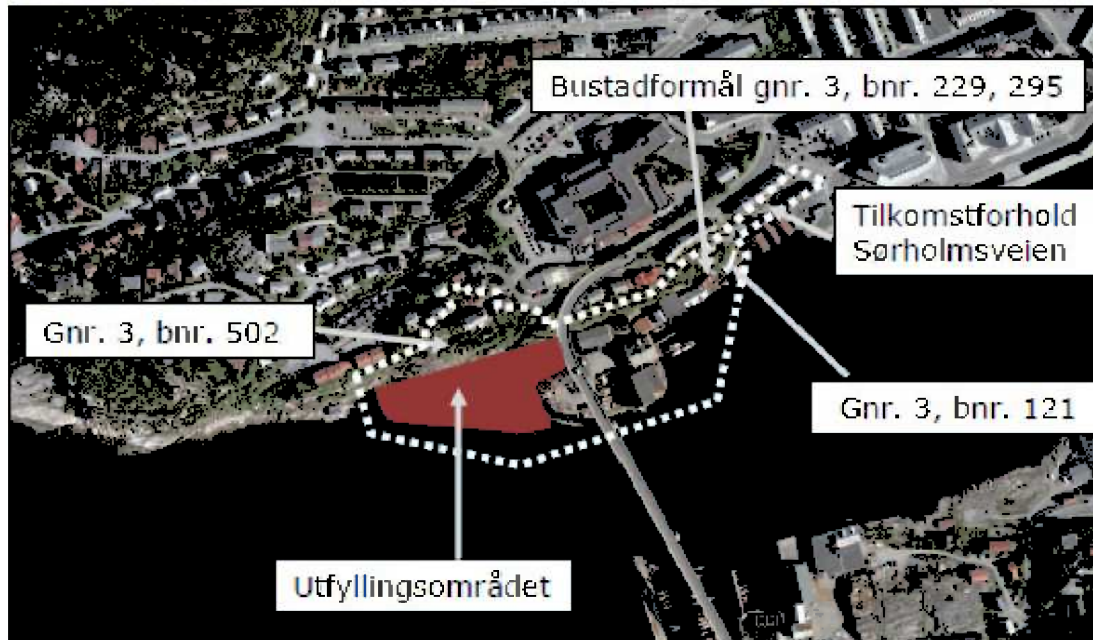 Bustadformål gnr. 3, bnr. 229, 295
Tilkomstforhold
Sørholmsveien
Gnr. 3, bnr. 502
Gnr. 3, bnr. 121
Utfyllingsområdet